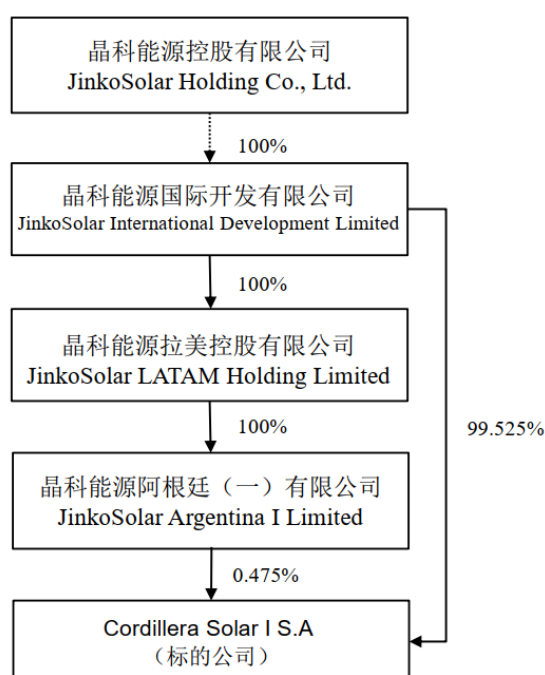 晶科能源控股有限公司
JinkoSolar Holding Co., Ltd.
100%
晶科能源国际开发有限公司
JinkoSolar International Development Limited
100%
晶科能源拉美控股有限公司
JinkoSolar LATAM Holding Limited
100%
99.525%
晶科能源阿根廷（一）有限公司
JinkoSolar Argentina I Limited
0.475%
Cordillera Solar I S.A
（标的公司）